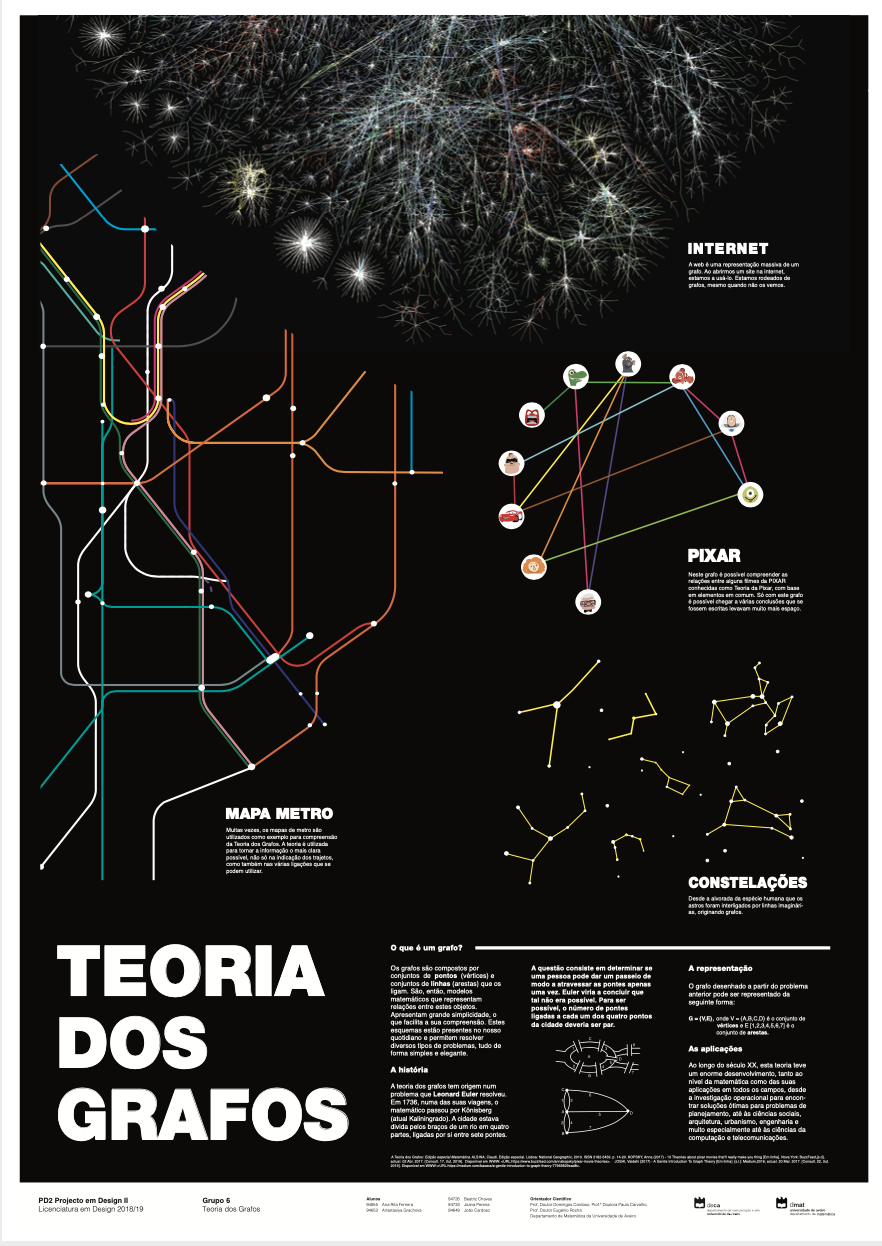 INTERNET
A web é uma representação massiva de um
grafo. Ao abrirmos um site na internet,
estamos a usá-lo. Estamos rodeados de
grafos, mesmo quando não os vemos.
PIXAR
Neste grafo é possível compreender as
relações entre alguns filmes da PIXAR
conhecidas como Teoria da Pixar, com base
em elementos em comum. Só com este grafo
é possível chegar a várias conclusões que se
fossem escritas levavam muito mais espaço.
MAPA METRO
Muitas vezes, os mapas de metro são
utilizados como exemplo para compreensão
da Teoria dos Grafos. A teoria é utilizada
para tornar a informação o mais clara
possível, não só na indicação dos trajetos,
como também nas várias ligações que se
podem utilizar.
CONSTELAÇÕES
Desde a alvorada da espécie humana que os
astros foram interligados por linhas imaginári-
as, originando grafos.
TEORIA
DOS
GRAFOS
O que é um grafo?
Os grafos são compostos por
conjuntos de pontos (vértices) e
conjuntos de linhas (arestas) que os
ligam. São, então, modelos
matemáticos que representam
relações entre estes objetos.
Apresentam grande simplicidade, o
que facilita a sua compreensão. Estes
esquemas estão presentes no nosso
quotidiano e permitem resolver
diversos tipos de problemas, tudo de
forma simples e elegante.
A história
A teoria dos grafos tem origem num
problema que Leonard Euler resolveu.
Em 1736, numa das suas viagens, o
matemático passou por Könisberg
(atual Kaliningrado). A cidade estava
divida pelos braços de um rio em quatro
partes, ligadas por si entre sete pontes.
A questão consiste em determinar se
uma pessoa pode dar um passeio de
modo a atravessar as pontes apenas
uma vez. Euler viria a concluir que
tal não era possível. Para ser
possível, o número de pontes
ligadas a cada um dos quatro pontos
da cidade deveria ser par.
A representação
O grafo desenhado a partir do problema
anterior pode ser representado da
seguinte forma:
G = (V,E), onde V = {A,B,C,D} é o conjunto de
vértices o E [1,2,3,4,5,6,7] é o
conjunto de arestas.
As aplicações
Ao longo do século XX, esta teoria teve
um enorme desenvolvimento, tanto ao
nível da matemática como das suas
aplicações em todos os campos, desde
a investigação operacional para encon-
trar soluções ótimas para problemas de
planejamento, até às ciências sociais,
arquitetura, urbanismo, engenharia e
muito especialmente até às ciências da
computação e telecomunicações.
PD2 Projecto em Design II
Licenciatura em Design 2018/19
Grupo 6
Teoria dos Grafos
Alunos
Ana Rita Ferreira
Anastasiya Grachova
Beatriz Chaves
Joana Pereira
João Cardoso
Orientador Científico
Prof. Doutor Domingos Cardoso, Prof.ª Doutora Paula Carvalho,
Prof. Doutor Eugénio Rocha
Departamento de Matemática da Universidade de Aveiro
deca
dmat
universidade de aveiro
departamento de matemática